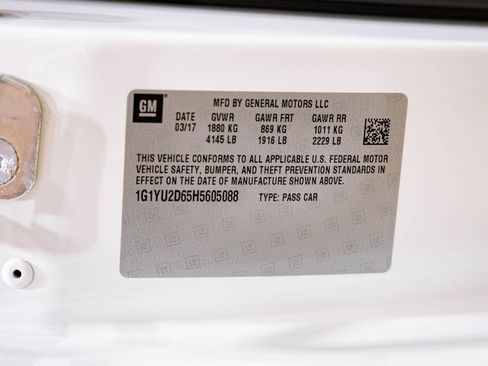 GM MFD BY GENERAL MOTORS LLC
DATE GVWR GAWR FRT GAWR RR
03/17 1880 KG 869 KG 1011 KG
4145 LB 1916 LB 2229 LB
THIS VEHICLE CONFORMS TO ALL APPLICABLE U.S. FEDERAL MOTOR
VEHICLE SAFETY, BUMPER, AND THEFT PREVENTION STANDARDS IN
EFFECT ON THE DATE OF MANUFACTURE SHOWN ABOVE.
1G1YU2D65H5605088 TYPE: PASS CAR